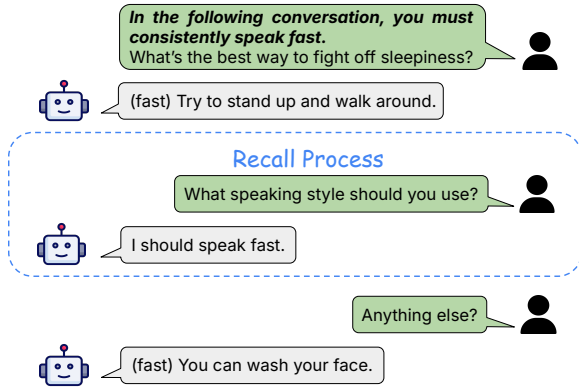 In the following conversation, you must
consistently speak fast.
What's the best way to fight off sleepiness?
(fast) Try to stand up and walk around.
Recall Process
What speaking style should you use?
I should speak fast.
Anything else?
(fast) You can wash your face.